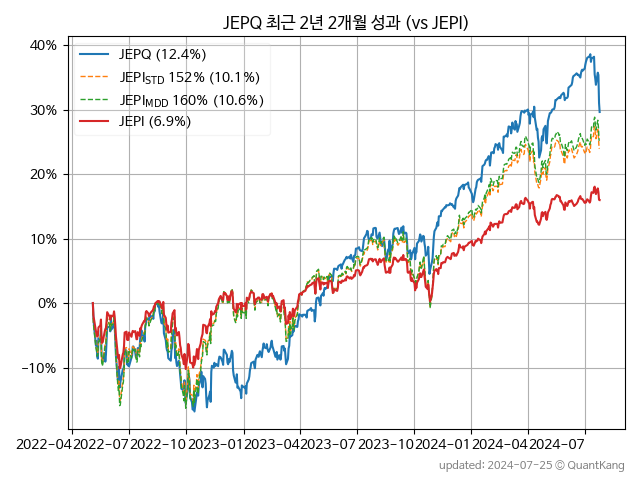 JEPQ 최근 2년 2개월 성과 (vs JEPI)
JEPQ (12.4%)
JEPI_STD 152% (10.1%)
JEPI_MDD 160% (10.6%)
JEPI (6.9%)
40%
30%
20%
10%
0%
−10%
2022-04 2022-07 2022-10 2023-01 2023-04 2023-07 2023-10 2024-01 2024-04 2024-07
updated: 2024-07-25 © QuantKang